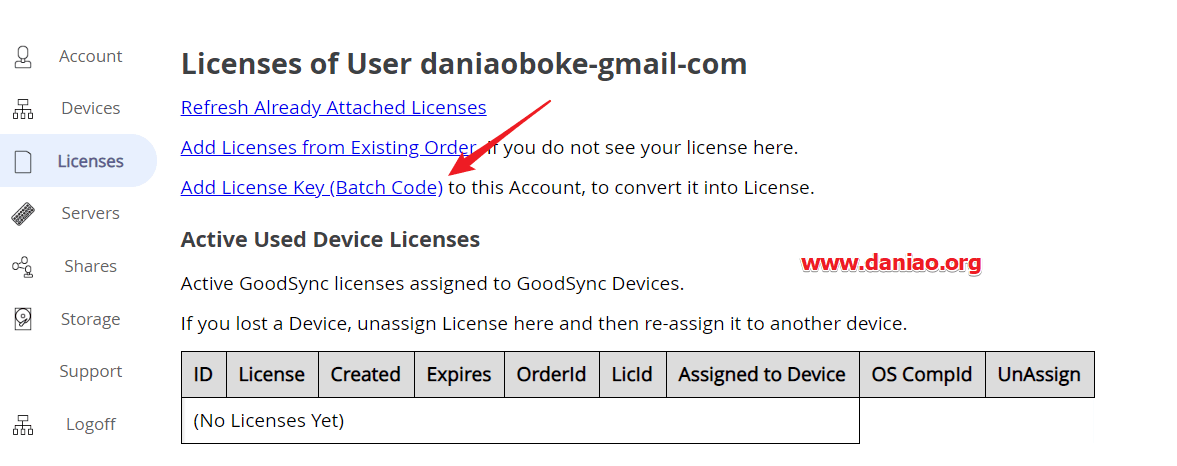 Account
Devices
Licenses
Servers
Shares
Storage
Support
Logoff
Licenses of User daniaoboke-gmail-com
Refresh Already Attached Licenses
Add Licenses from Existing Order, if you do not see your license here.
Add License Key (Batch Code) to this Account, to convert it into License.
Active Used Device Licenses
www.daniao.org
Active GoodSync licenses assigned to GoodSync Devices.
If you lost a Device, unassign License here and then re-assign it to another device.
ID License Created Expires OrderId LicId Assigned to Device OS CompId UnAssign
(No Licenses Yet)